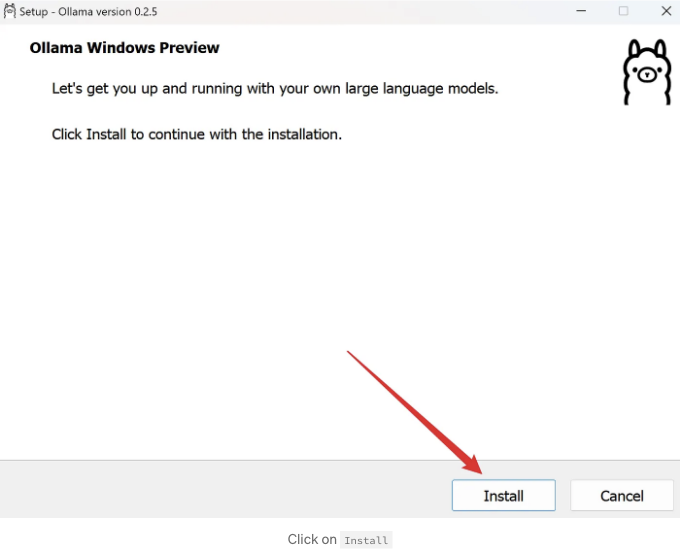 Setup - Ollama version 0.2.5
Ollama Windows Preview
Let's get you up and running with your own large language models.
Click Install to continue with the installation.
Install
Cancel
Click on Install